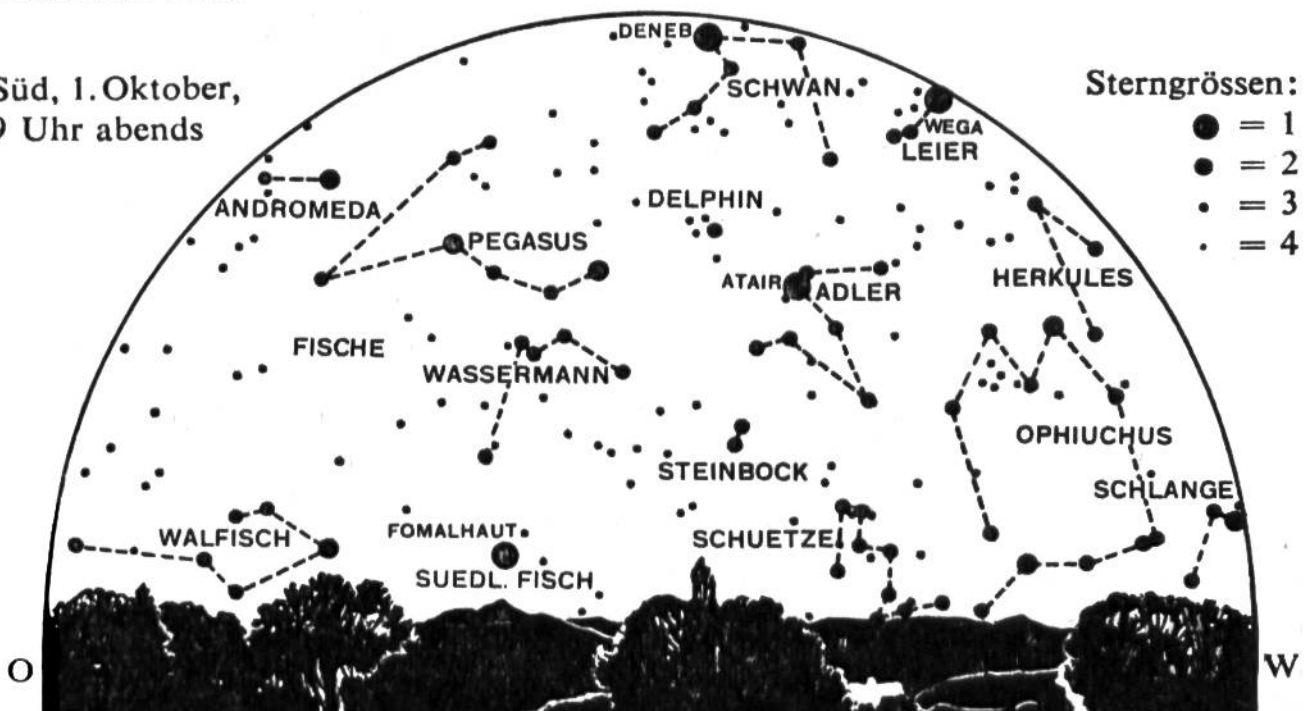 Süd, 1. Oktober,
Uhr abends
Sterngrössen:
= 1
= 2
= 3
= 4
DENEB
SCHWAN
WEGA
LEIER
ANDROMEDA
DELPHIN
PEGASUS
ATAIR
ADLER
HERKULES
FISCHE
WASSERMANN
OPHIUCHUS
STEINBOCK
SCHLANGE
WALFISCH
FOMALHAUT
SCHUETZE
SUEDL. FISCH
O
W